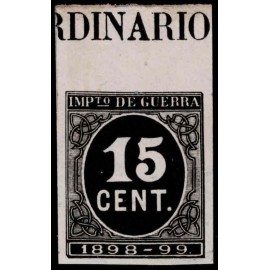 RDINARIO
IMPTO DE GUERRA
15
CENT.
1898-99.